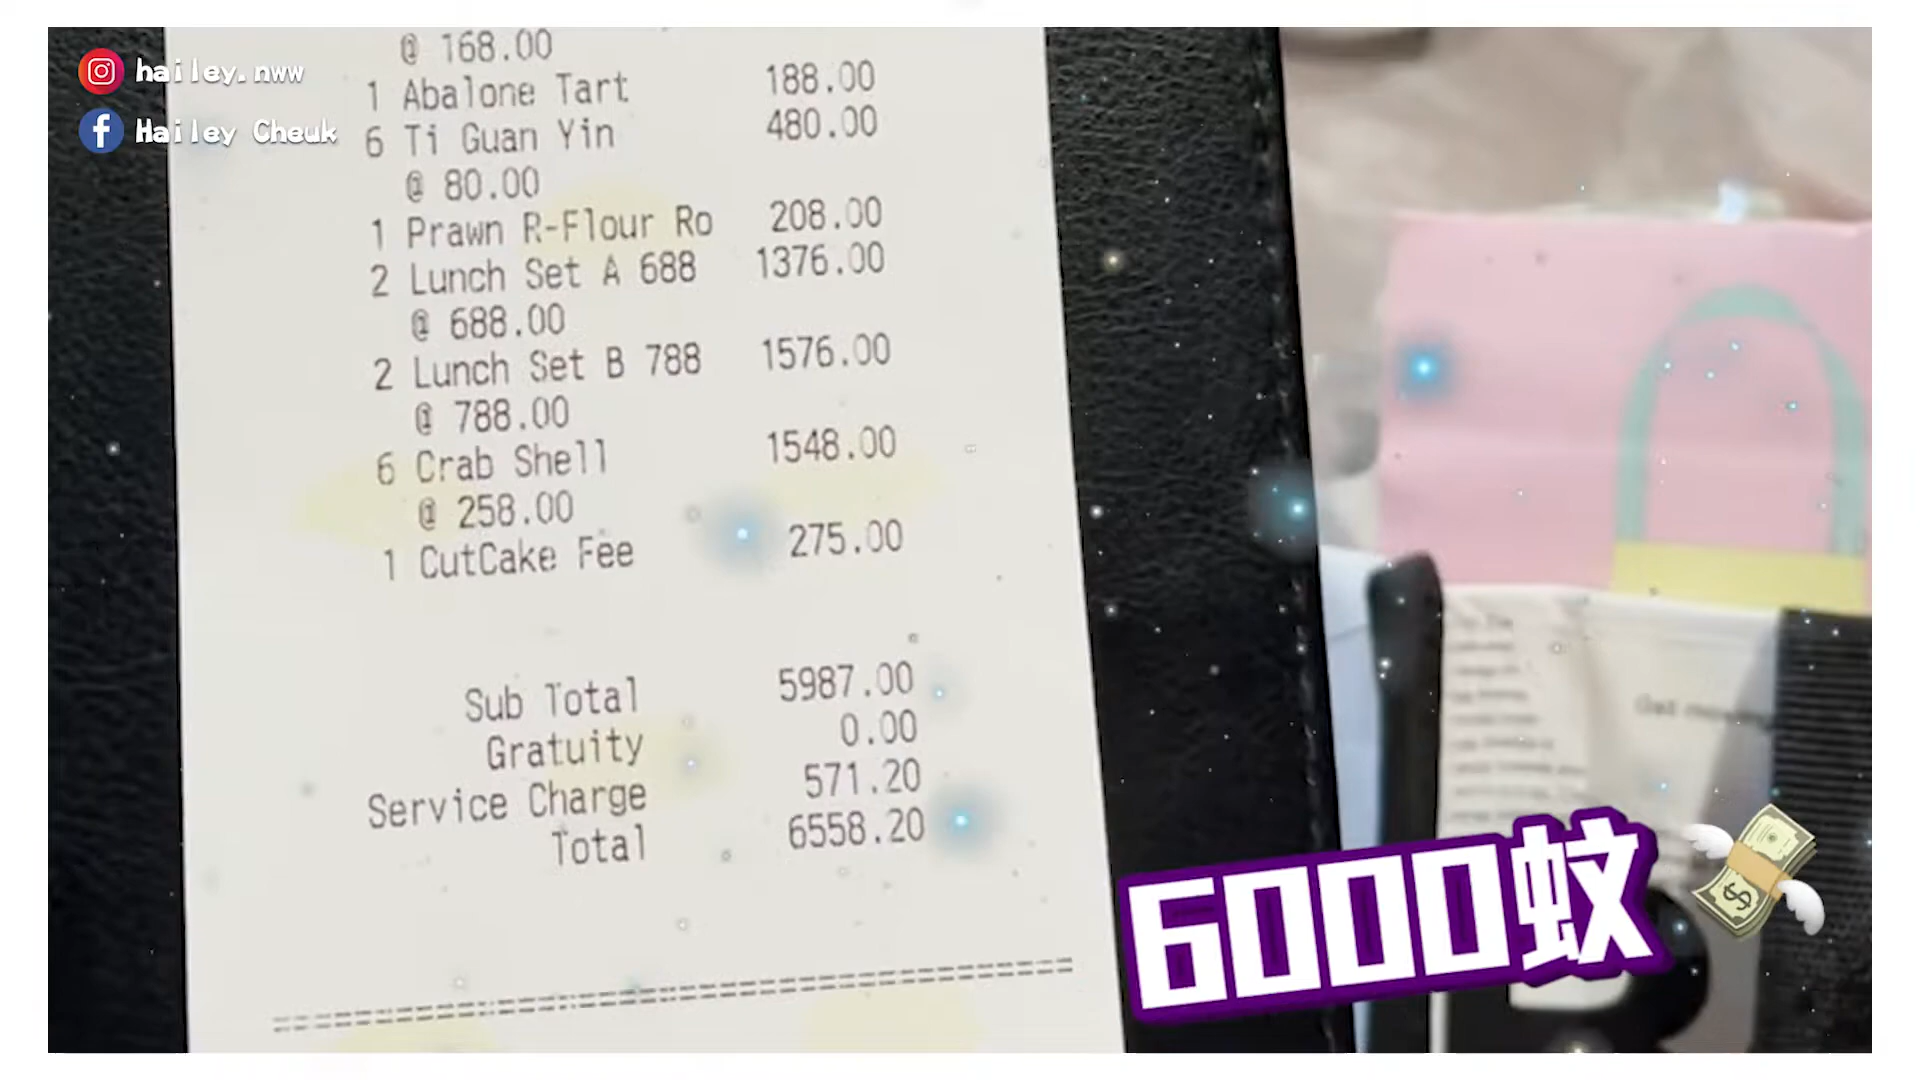 hailey.nww
Hailey Cheuk
@ 168.00
1 Abalone Tart 188.00
6 Ti Guan Yin 480.00
@ 80.00
1 Prawn R-Flour Ro 208.00
2 Lunch Set A 688 1376.00
@ 688.00
2 Lunch Set B 788 1576.00
@ 788.00
6 Crab Shell 1548.00
@ 258.00
1 CutCake Fee 275.00
Sub Total 5987.00
Gratuity 0.00
Service Charge 571.20
Total 6558.20
6000蚊